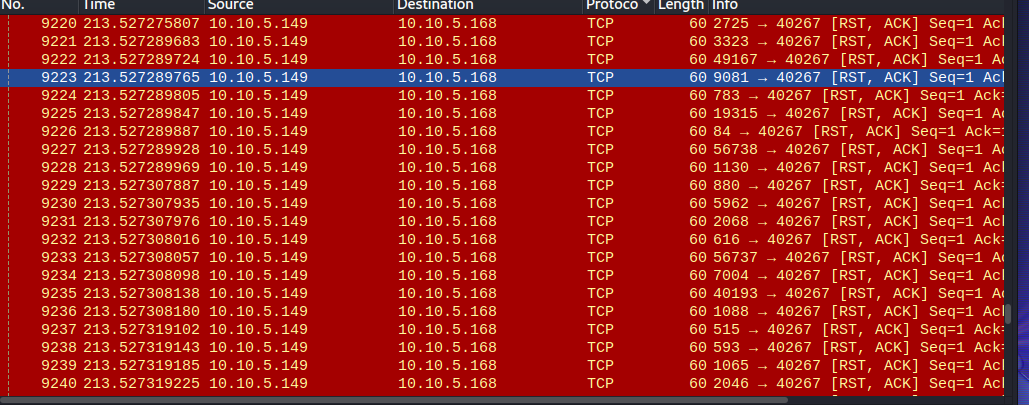 No. Time Source Destination Protoco Length Info
9220 213.527275807 10.10.5.149 10.10.5.168 TCP 60 2725 → 40267 [RST, ACK] Seq=1 Ack
9221 213.527289683 10.10.5.149 10.10.5.168 TCP 60 3323 → 40267 [RST, ACK] Seq=1 Ack
9222 213.527289724 10.10.5.149 10.10.5.168 TCP 60 49167 → 40267 [RST, ACK] Seq=1 A
9223 213.527289765 10.10.5.149 10.10.5.168 TCP 60 9081 → 40267 [RST, ACK] Seq=1 Ack
9224 213.527289805 10.10.5.149 10.10.5.168 TCP 60 783 → 40267 [RST, ACK] Seq=1 Ack=
9225 213.527289847 10.10.5.149 10.10.5.168 TCP 60 19315 → 40267 [RST, ACK] Seq=1 A
9226 213.527289887 10.10.5.149 10.10.5.168 TCP 60 84 → 40267 [RST, ACK] Seq=1 Ack=
9227 213.527289928 10.10.5.149 10.10.5.168 TCP 60 56738 → 40267 [RST, ACK] Seq=1 A
9228 213.527289969 10.10.5.149 10.10.5.168 TCP 60 1130 → 40267 [RST, ACK] Seq=1 Ack
9229 213.527307887 10.10.5.149 10.10.5.168 TCP 60 880 → 40267 [RST, ACK] Seq=1 Ack=
9230 213.527307935 10.10.5.149 10.10.5.168 TCP 60 5962 → 40267 [RST, ACK] Seq=1 Ack
9231 213.527307976 10.10.5.149 10.10.5.168 TCP 60 2068 → 40267 [RST, ACK] Seq=1 Ack
9232 213.527308016 10.10.5.149 10.10.5.168 TCP 60 616 → 40267 [RST, ACK] Seq=1 Ack=
9233 213.527308057 10.10.5.149 10.10.5.168 TCP 60 56737 → 40267 [RST, ACK] Seq=1 A
9234 213.527308098 10.10.5.149 10.10.5.168 TCP 60 7004 → 40267 [RST, ACK] Seq=1 Ack
9235 213.527308138 10.10.5.149 10.10.5.168 TCP 60 40193 → 40267 [RST, ACK] Seq=1 A
9236 213.527308180 10.10.5.149 10.10.5.168 TCP 60 1088 → 40267 [RST, ACK] Seq=1 Ack
9237 213.527319102 10.10.5.149 10.10.5.168 TCP 60 515 → 40267 [RST, ACK] Seq=1 Ack=
9238 213.527319143 10.10.5.149 10.10.5.168 TCP 60 593 → 40267 [RST, ACK] Seq=1 Ack=
9239 213.527319185 10.10.5.149 10.10.5.168 TCP 60 1065 → 40267 [RST, ACK] Seq=1 Ack
9240 213.527319225 10.10.5.149 10.10.5.168 TCP 60 2046 → 40267 [RST, ACK] Seq=1 Ack